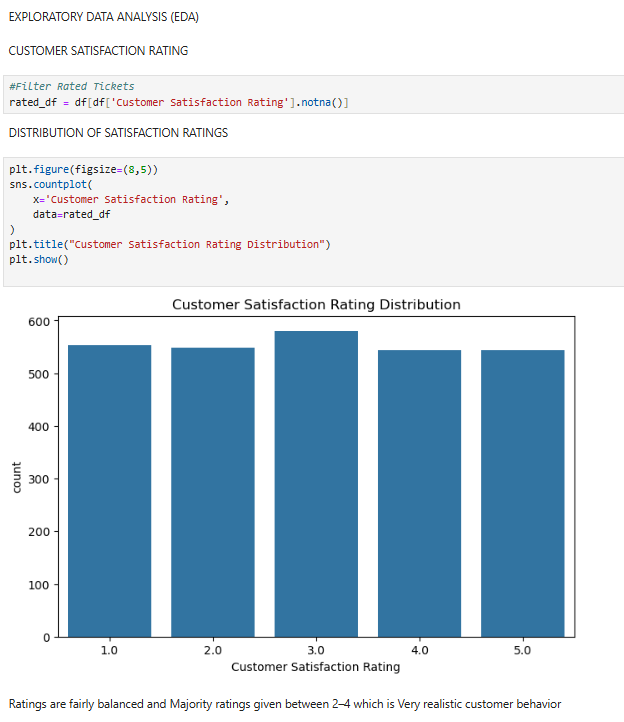 EXPLORATORY DATA ANALYSIS (EDA)
CUSTOMER SATISFACTION RATING
#Filter Rated Tickets
rated_df = df[df['Customer Satisfaction Rating'].notna()]
DISTRIBUTION OF SATISFACTION RATINGS
plt.figure(figsize=(8,5))
sns.countplot(
    x='Customer Satisfaction Rating',
    data=rated_df
)
plt.title("Customer Satisfaction Rating Distribution")
plt.show()
Customer Satisfaction Rating Distribution
600
500
400
300
200
100
0
count
1.0 2.0 3.0 4.0 5.0
Customer Satisfaction Rating
Ratings are fairly balanced and Majority ratings given between 2–4 which is Very realistic customer behavior